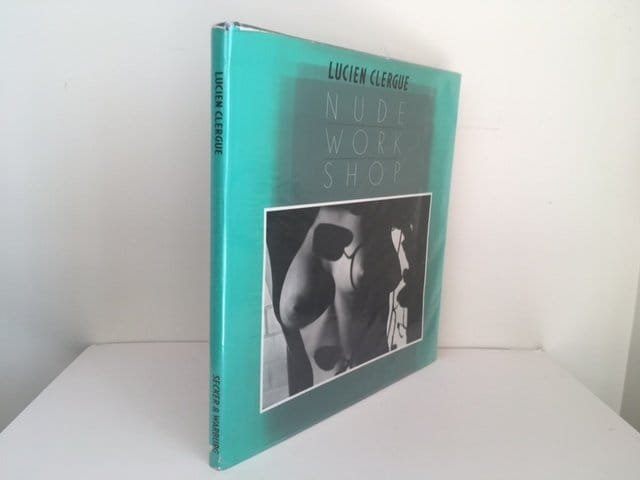 LUCIEN CLERGUE
NUDE
WORK
SHOP
LUCIEN CLERGUE
SECKER & WARBURG